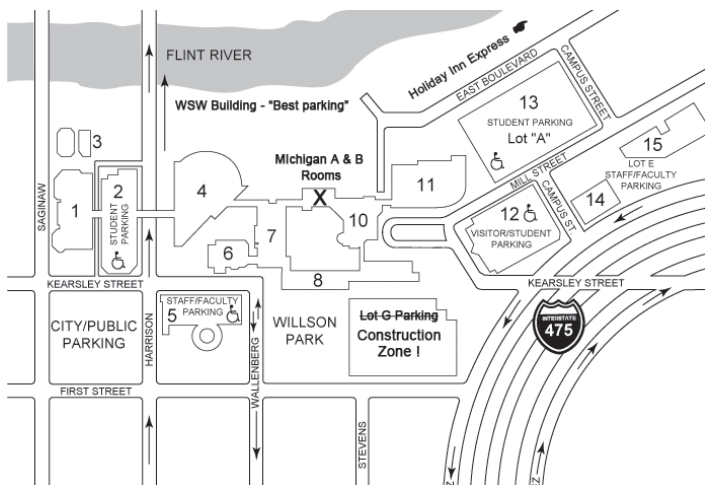 FLINT RIVER
Holiday Inn Express
EAST BOULEVARD
CAMPUS STREET
WSW Building - "Best parking"
13
STUDENT PARKING
Lot "A"
3
15
LOT E
STAFF/FACULTY
PARKING
MIchigan A & B
Rooms
X
MILL STREET
CAMPUS ST.
SAGINAW
1
2
STUDENT
PARKING
4
11
14
12
VISITOR/STUDENT
PARKING
10
7
6
8
KEARSLEY STREET
KEARSLEY STREET
STAFF/FACULTY
PARKING
5
CITY/PUBLIC
PARKING
HARRISON
WALLENBERG
WILLSON
PARK
Lot G Parking
Construction
Zone !
INTERSTATE
475
FIRST STREET
STEVENS